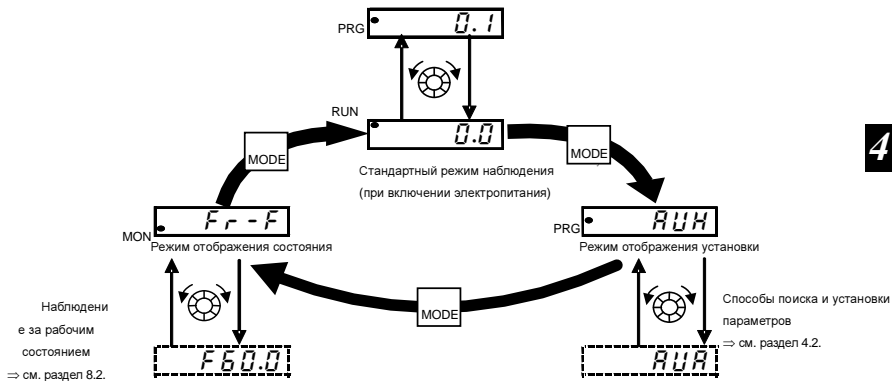 PRG 0.1
RUN
0.0
MODE
MODE
4
Стандартный режим наблюдения
(при включении электропитания)
MON Fr-F
PRG AUH
Режим отображения состояния
Режим отображения установки
MODE
Наблюдени
е за рабочим
состоянием
⇒ см. раздел 8.2.
F60.0
Способы поиска и установки
параметров
⇒ см. раздел 4.2.
AUA